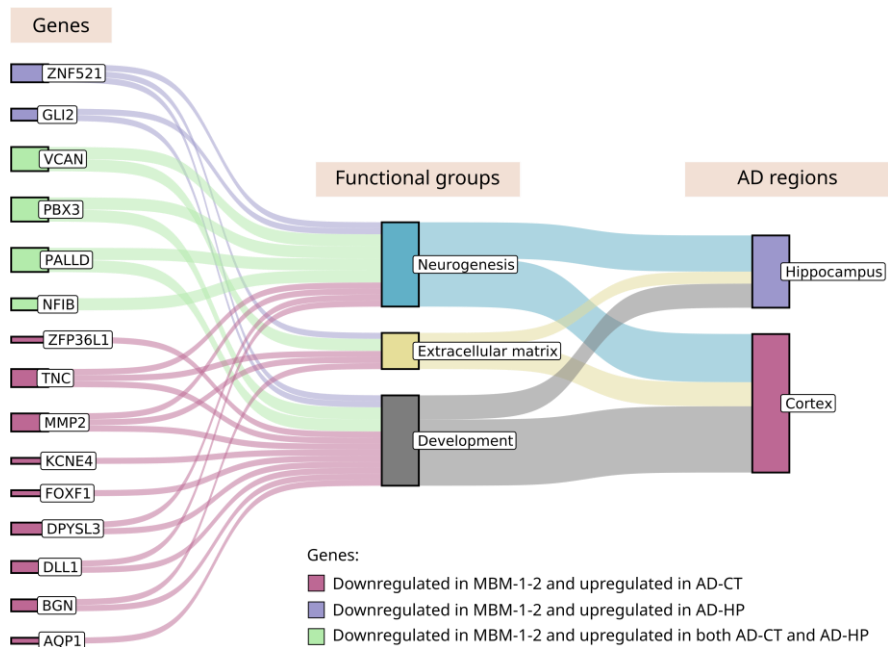 Genes
ZNF521
GLI2
VCAN
PBX3
PALLD
NFIB
ZFP36L1
TNC
MMP2
KCNE4
FOXF1
DPYSL3
DLL1
BGN
AQP1
Functional groups
Neurogenesis
Extracellular matrix
Development
AD regions
Hippocampus
Cortex
Genes:
Downregulated in MBM-1-2 and upregulated in AD-CT
Downregulated in MBM-1-2 and upregulated in AD-HP
Downregulated in MBM-1-2 and upregulated in both AD-CT and AD-HP